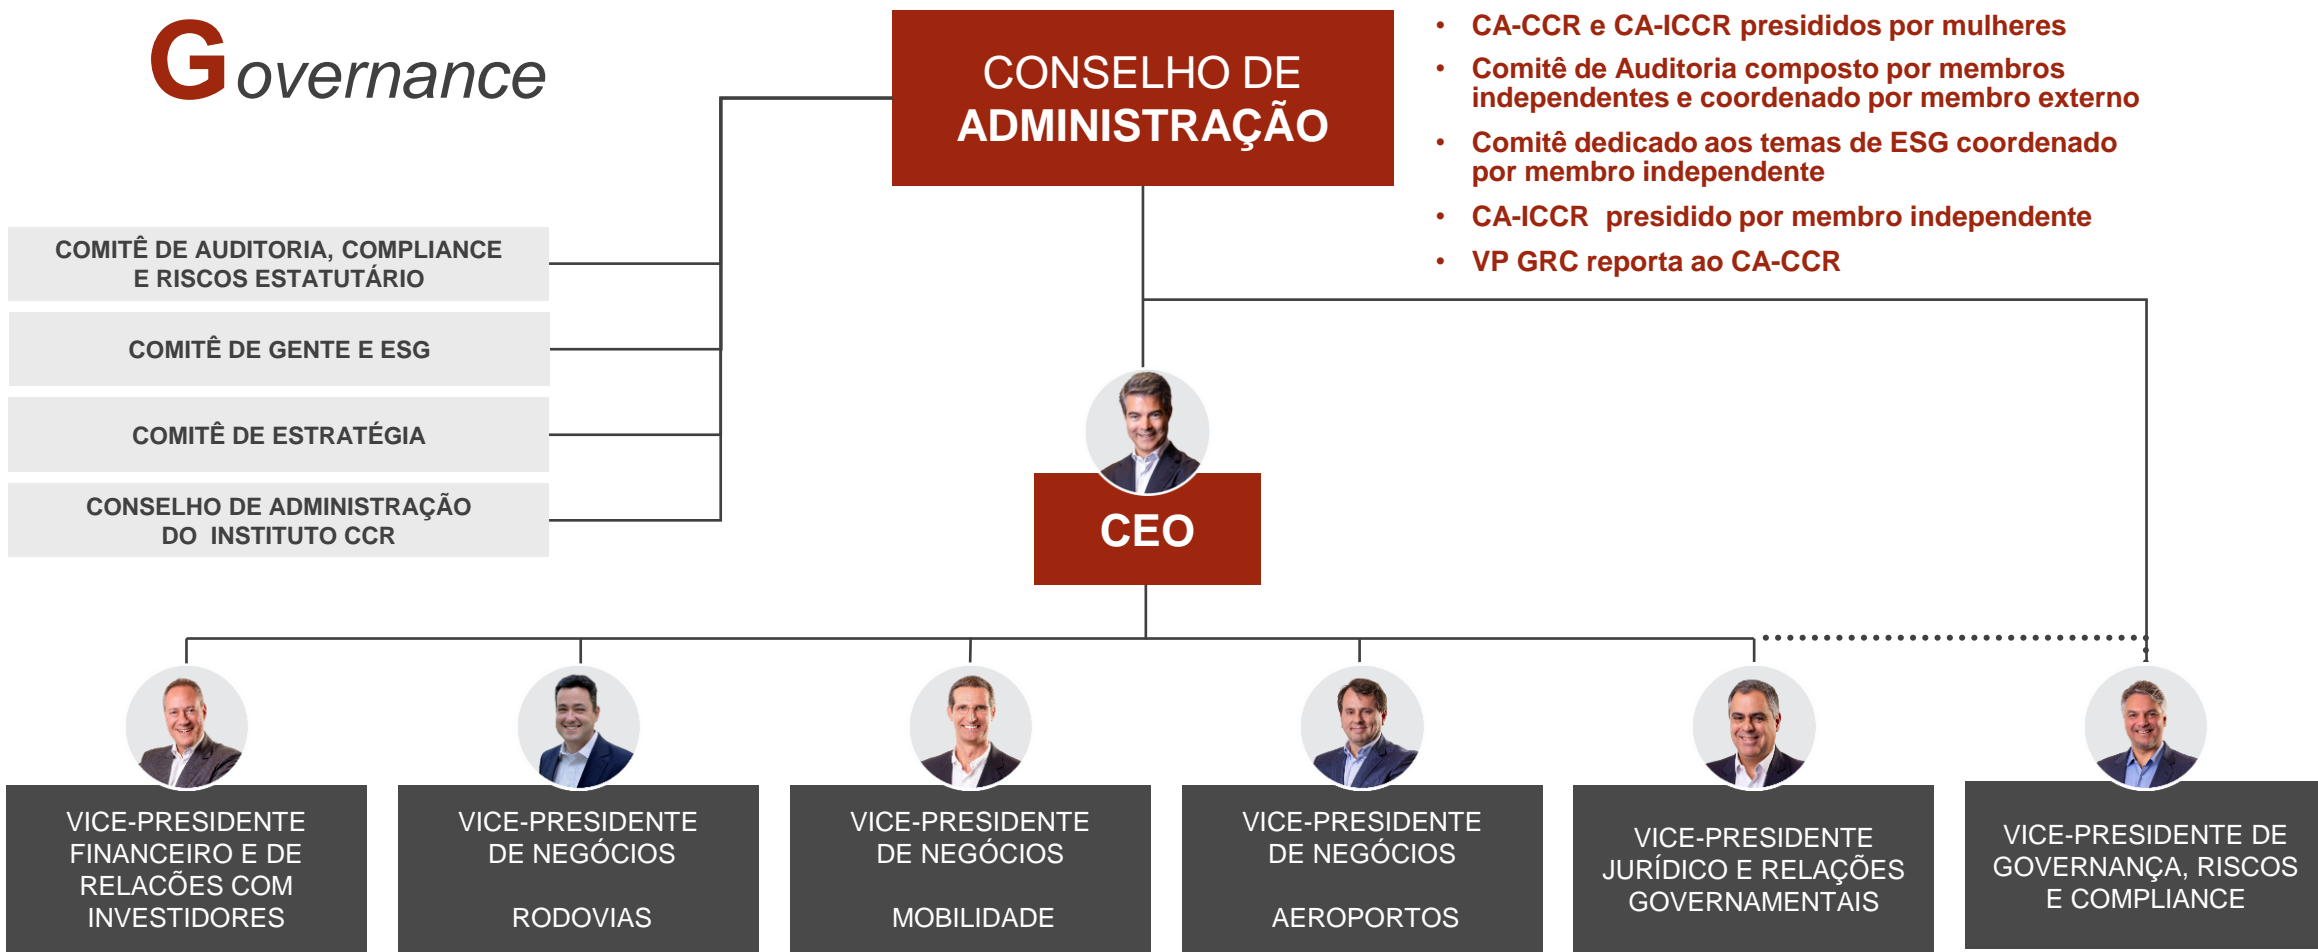 Governance
CONSELHO DE
ADMINISTRAÇÃO
• CA-CCR e CA-ICCR presididos por mulheres
• Comitê de Auditoria composto por membros
independentes e coordenado por membro externo
• Comitê dedicado aos temas de ESG coordenado
por membro independente
• CA-ICCR presidido por membro independente
• VP GRC reporta ao CA-CCR
COMITÊ DE AUDITORIA, COMPLIANCE
E RISCOS ESTATUTÁRIO
COMITÊ DE GENTE E ESG
COMITÊ DE ESTRATÉGIA
CONSELHO DE ADMINISTRAÇÃO
DO INSTITUTO CCR
CEO
VICE-PRESIDENTE
FINANCEIRO E DE
RELACÕES COM
INVESTIDORES
VICE-PRESIDENTE
DE NEGÓCIOS
RODOVIAS
VICE-PRESIDENTE
DE NEGÓCIOS
MOBILIDADE
VICE-PRESIDENTE
DE NEGÓCIOS
AEROPORTOS
VICE-PRESIDENTE
JURÍDICO E RELAÇÕES
GOVERNAMENTAIS
VICE-PRESIDENTE DE
GOVERNANÇA, RISCOS
E COMPLIANCE